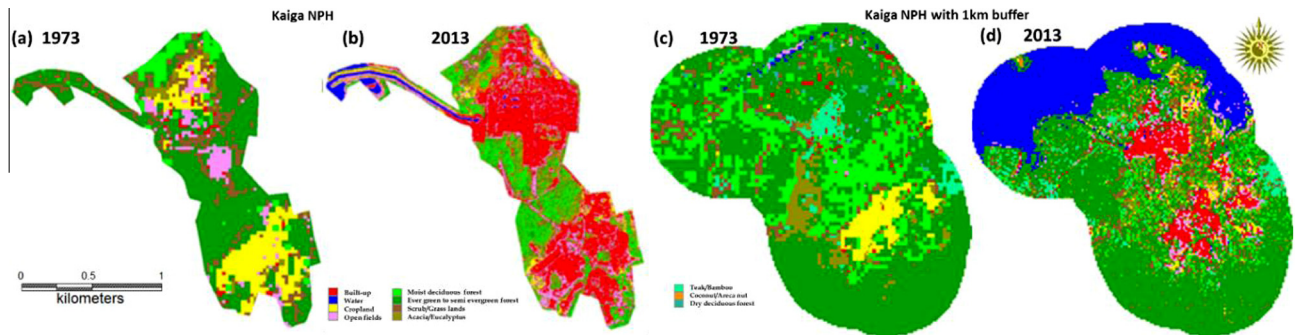 Kaiga NPH
Kaiga NPH with 1km buffer
(a) 1973
(b) 2013
(c) 1973
(d) 2013
0 0.5 1
kilometers
Built-up
Water
Cropland
Open fields
Moist deciduous forest
Ever green to semi evergreen forest
Scrub/Grass lands
Acacia/Eucalyptus
Teak/Bamboo
Coconut/Areca nut
Dry deciduous forest